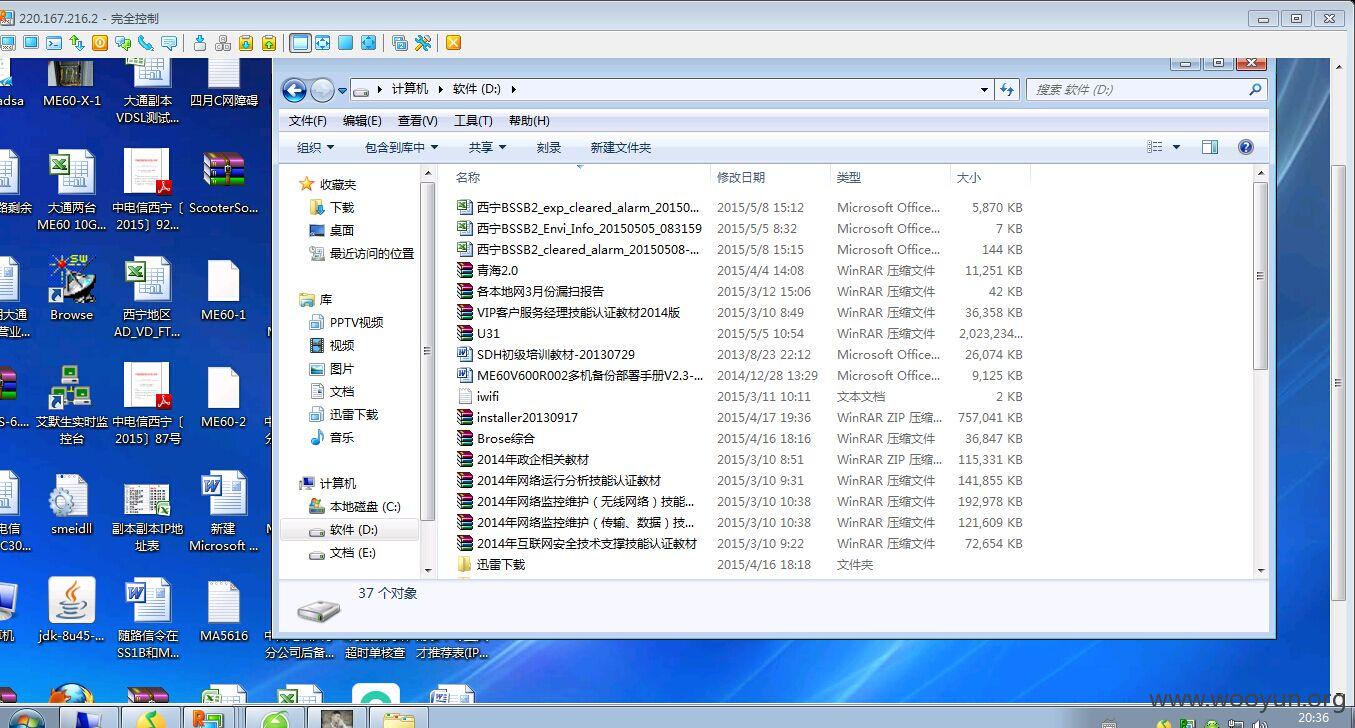 220.167.216.2 - 完全控制
adsa
ME60-X-1
大通副本
VDSL测试...
四月C网障碍
路剩余
大通两台
ME60 10G...
中电信西宁〔
2015〕92...
ScooterSo...
明大通
营业...
Browse
西宁地区
AD_VD_FT...
ME60-1
S-6....
艾默生实时监
控台
中电信西宁〔
2015〕87号
ME60-2
电信
C30...
smeidll
副本副本IP地
址表
新建
Microsoft ...
jdk-8u45-...
随路信令在
SS1B和M...
MA5616
分公司后备...
超时单核查
才推荐表(IP...
计算机
软件 (D:)
搜索 软件 (D:)
文件(F) 编辑(E) 查看(V) 工具(T) 帮助(H)
组织 包含到库中 共享 刻录 新建文件夹
收藏夹
下载
桌面
最近访问的位置
库
PPTV视频
视频
图片
文档
迅雷下载
音乐
计算机
本地磁盘 (C:)
软件 (D:)
文档 (E:)
名称 修改日期 类型 大小
西宁BSSB2_exp_cleared_alarm_20150... 2015/5/8 15:12 Microsoft Office... 5,870 KB
西宁BSSB2_Envi_Info_20150505_083159 2015/5/5 8:32 Microsoft Office... 7 KB
西宁BSSB2_cleared_alarm_20150508-... 2015/5/8 15:15 Microsoft Office... 144 KB
青海2.0 2015/4/4 14:08 WinRAR 压缩文件 11,251 KB
各本地网3月份漏扫报告 2015/3/12 15:06 WinRAR 压缩文件 42 KB
VIP客户服务经理技能认证教材2014版 2015/3/10 8:49 WinRAR 压缩文件 36,358 KB
U31 2015/5/5 10:54 WinRAR 压缩文件 2,023,234...
SDH初级培训教材-20130729 2013/8/23 22:12 Microsoft Office... 26,074 KB
ME60V600R002多机备份部署手册V2.3-... 2014/12/28 13:29 Microsoft Office... 9,125 KB
iwifi 2015/3/11 10:11 文本文档 2 KB
installer20130917 2015/4/17 19:36 WinRAR ZIP 压缩... 757,041 KB
Brose综合 2015/4/16 18:16 WinRAR 压缩文件 36,847 KB
2014年政企相关教材 2015/3/10 8:51 WinRAR ZIP 压缩... 115,331 KB
2014年网络运行分析技能认证教材 2015/3/10 9:31 WinRAR 压缩文件 141,855 KB
2014年网络监控维护（无线网络）技能... 2015/3/10 10:38 WinRAR 压缩文件 192,978 KB
2014年网络监控维护（传输、数据）技... 2015/3/10 10:38 WinRAR 压缩文件 121,609 KB
2014年互联网安全技术支撑技能认证教材 2015/3/10 9:22 WinRAR 压缩文件 72,654 KB
迅雷下载 2015/4/16 18:18 文件夹
37 个对象
www.wooyun.org
20:36